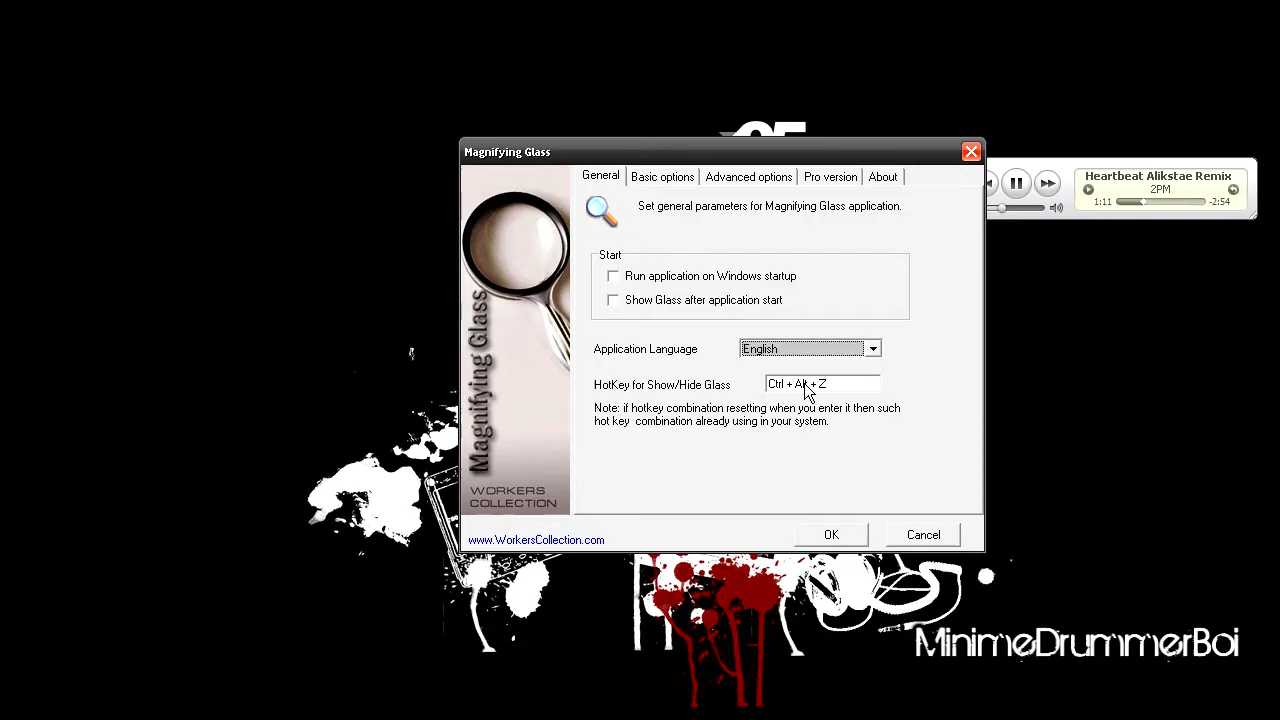 Magnifying Glass
General
Basic options
Advanced options
Pro version
About
Set general parameters for Magnifying Glass application.
Start
Run application on Windows startup
Show Glass after application start
Application Language
English
HotKey for Show/Hide Glass
Ctrl + Alt + Z
Note: if hotkey combination resetting when you enter it then such
hot key combination already using in your system.
Magnifying Glass
WORKERS
COLLECTION
www.WorkersCollection.com
OK
Cancel
Heartbeat Alikstae Remix
2PM
1:11
-2:54
MinimeDrummerBoi